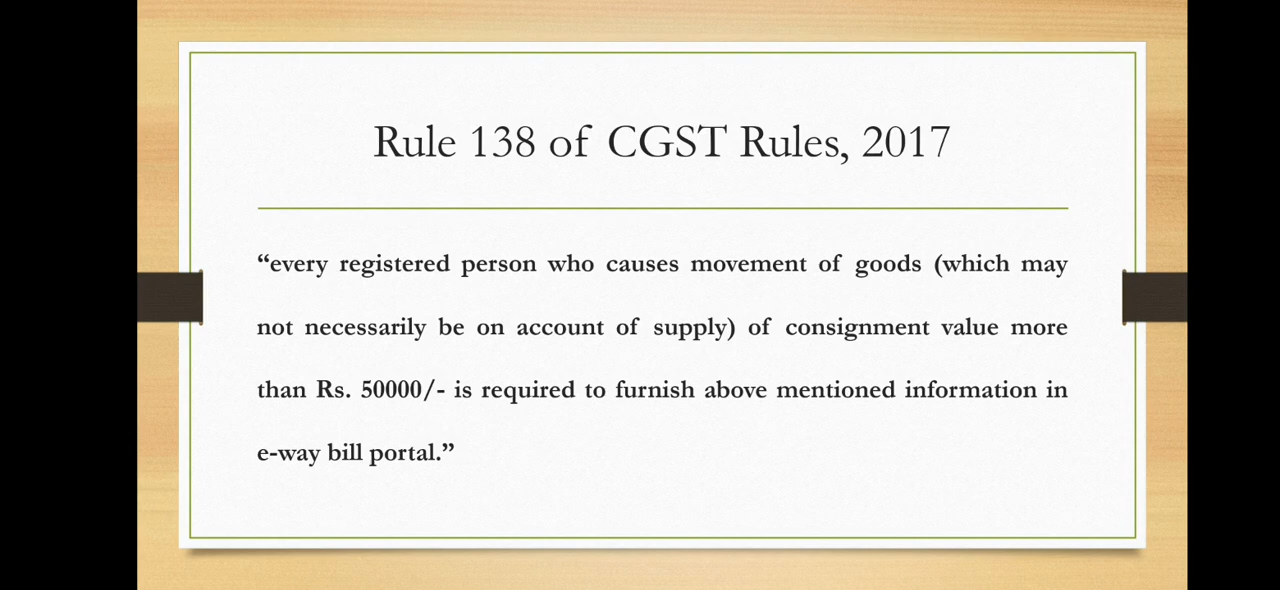 Rule 138 of CGST Rules, 2017
“every registered person who causes movement of goods (which may
not necessarily be on account of supply) of consignment value more
than Rs. 50000/- is required to furnish above mentioned information in
e-way bill portal.”